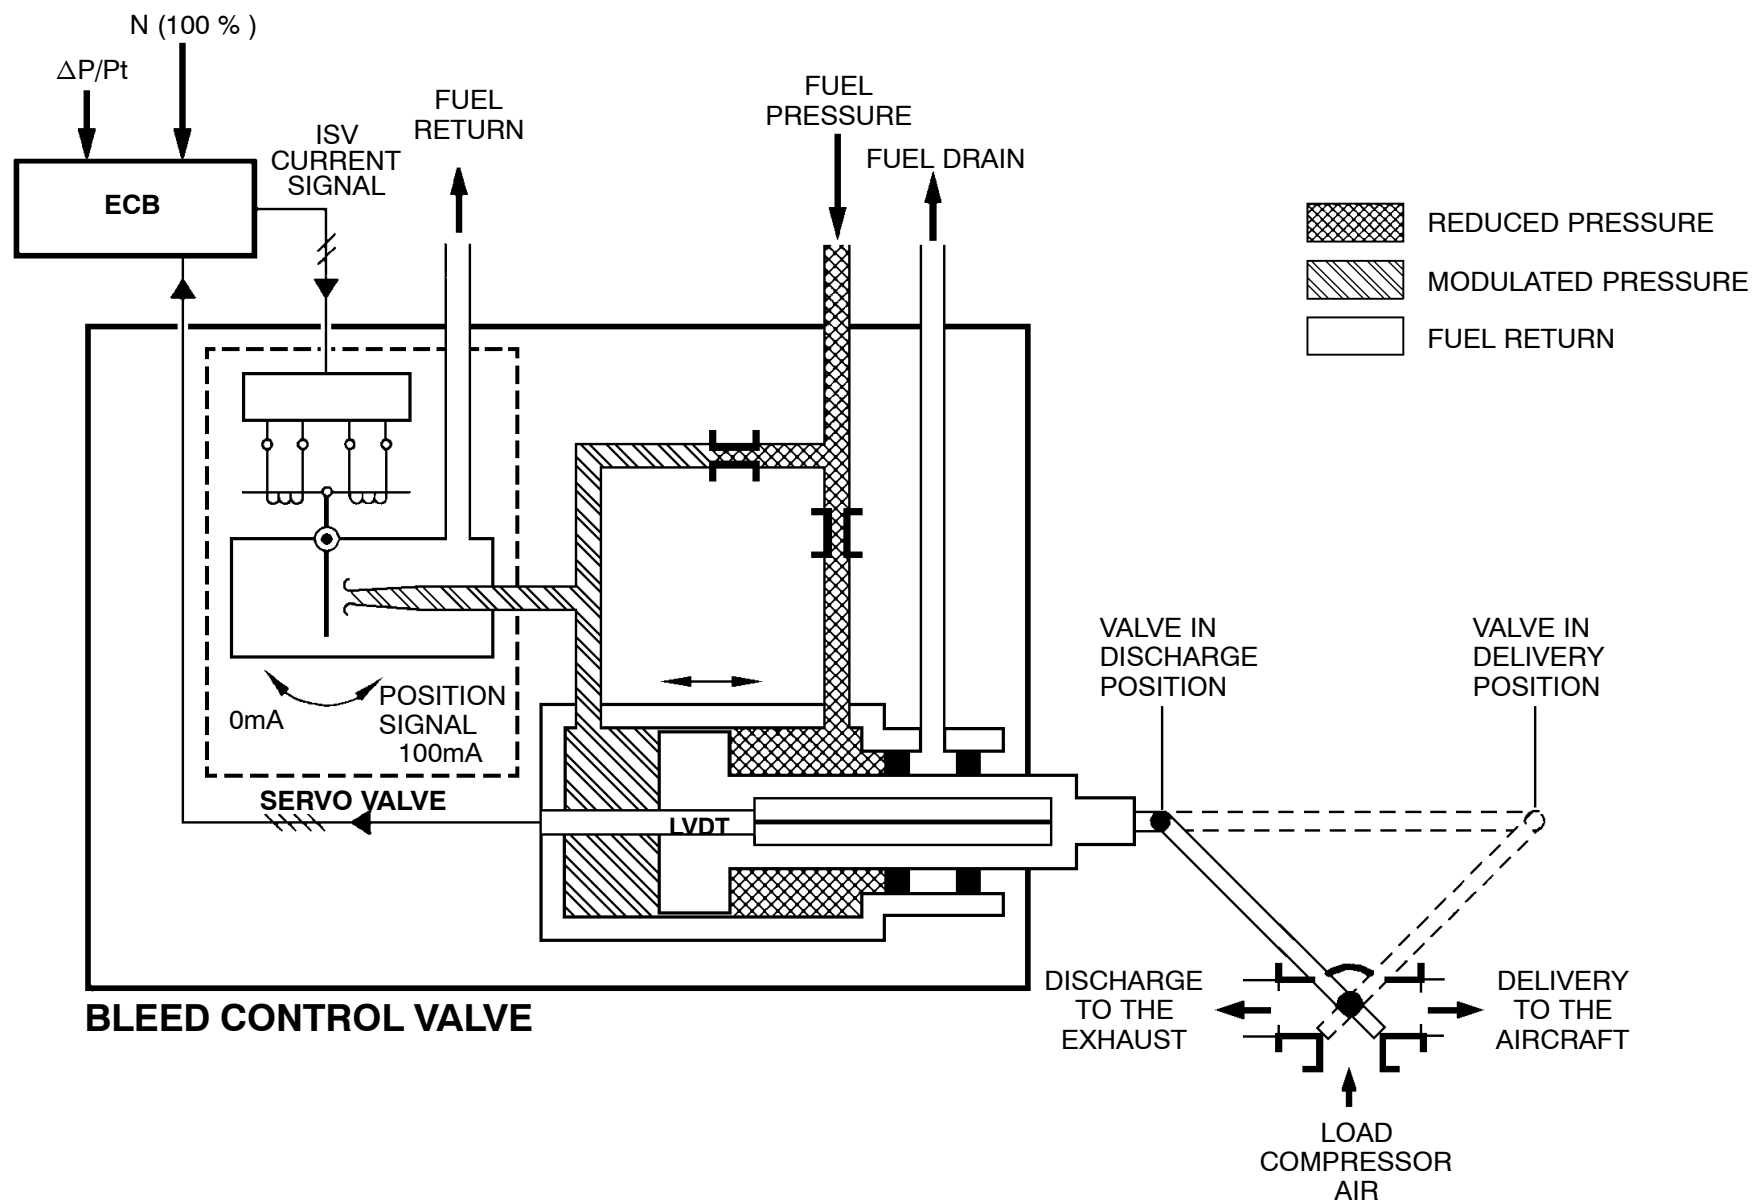 N (100 % )
ΔP/Pt
ECB
ISV
CURRENT
SIGNAL
FUEL
RETURN
FUEL
PRESSURE
FUEL DRAIN
REDUCED PRESSURE
MODULATED PRESSURE
FUEL RETURN
0mA
POSITION
SIGNAL
100mA
SERVO VALVE
LVDT
VALVE IN
DISCHARGE
POSITION
VALVE IN
DELIVERY
POSITION
DISCHARGE
TO THE
EXHAUST
DELIVERY
TO THE
AIRCRAFT
BLEED CONTROL VALVE
LOAD
COMPRESSOR
AIR